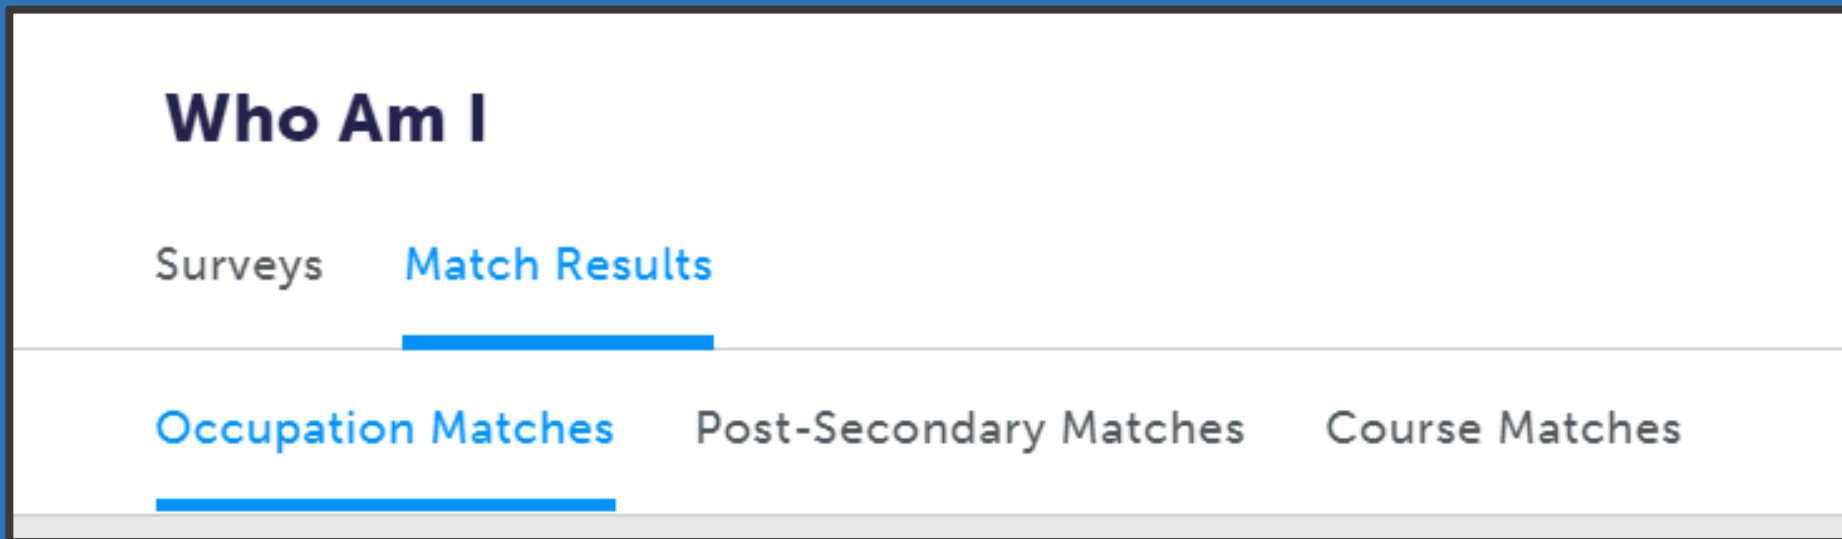 Who Am I
Surveys Match Results
Occupation Matches Post-Secondary Matches Course Matches